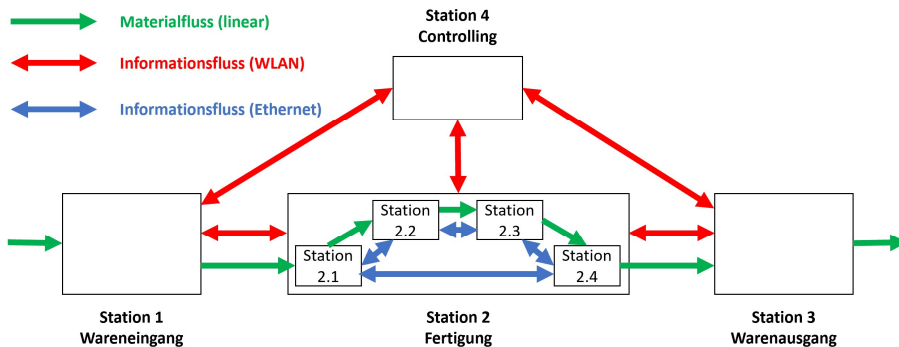 Materialfluss (linear)
Informationsfluss (WLAN)
Informationsfluss (Ethernet)
Station 4
Controlling
Station
2.1
Station
2.2
Station
2.3
Station
2.4
Station 1
Wareneingang
Station 2
Fertigung
Station 3
Warenausgang